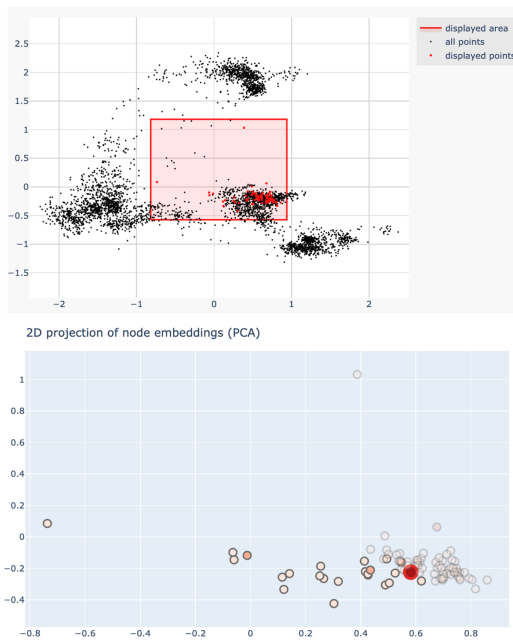 displayed area
all points
displayed points
2.5
2
1.5
1
0.5
0
−0.5
−1
−1.5
−2 −1 0 1 2
2D projection of node embeddings (PCA)
1
0.8
0.6
0.4
0.2
0
−0.2
−0.4
−0.8 −0.6 −0.4 −0.2 0 0.2 0.4 0.6 0.8